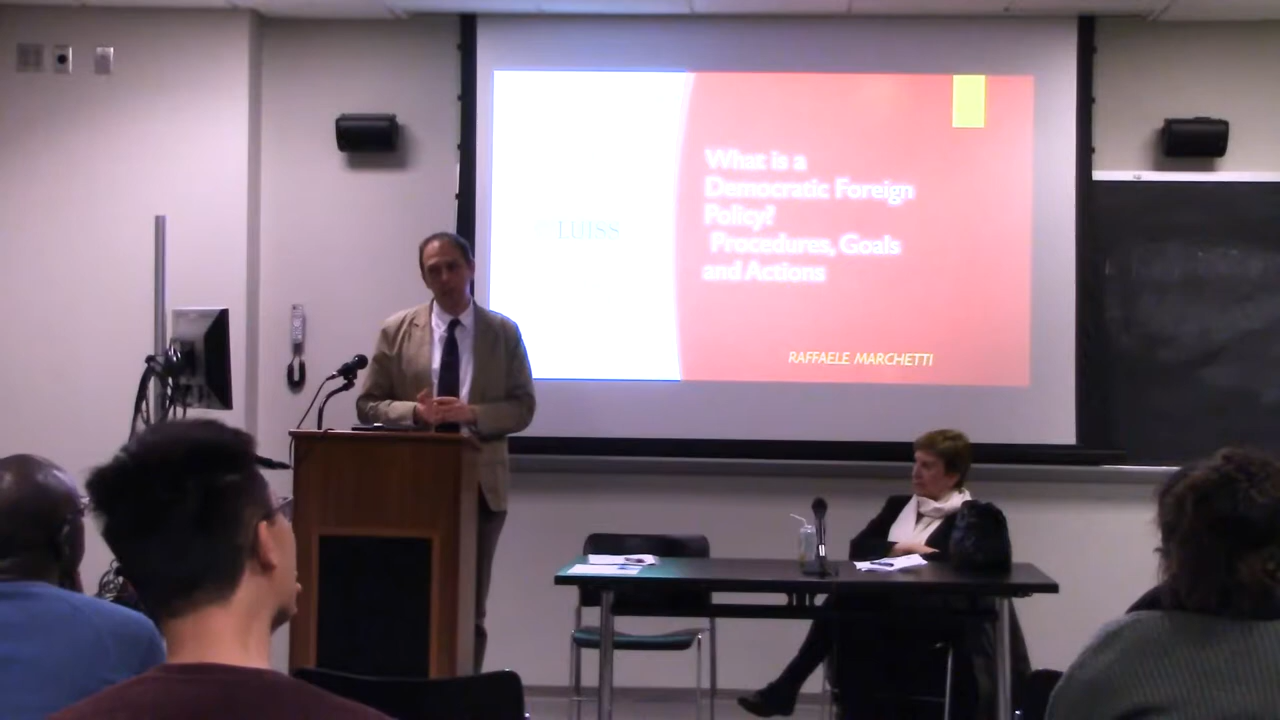 LUISS
What is a
Democratic Foreign
Policy?
Procedures, Goals
and Actions
RAFFAELE MARCHETTI